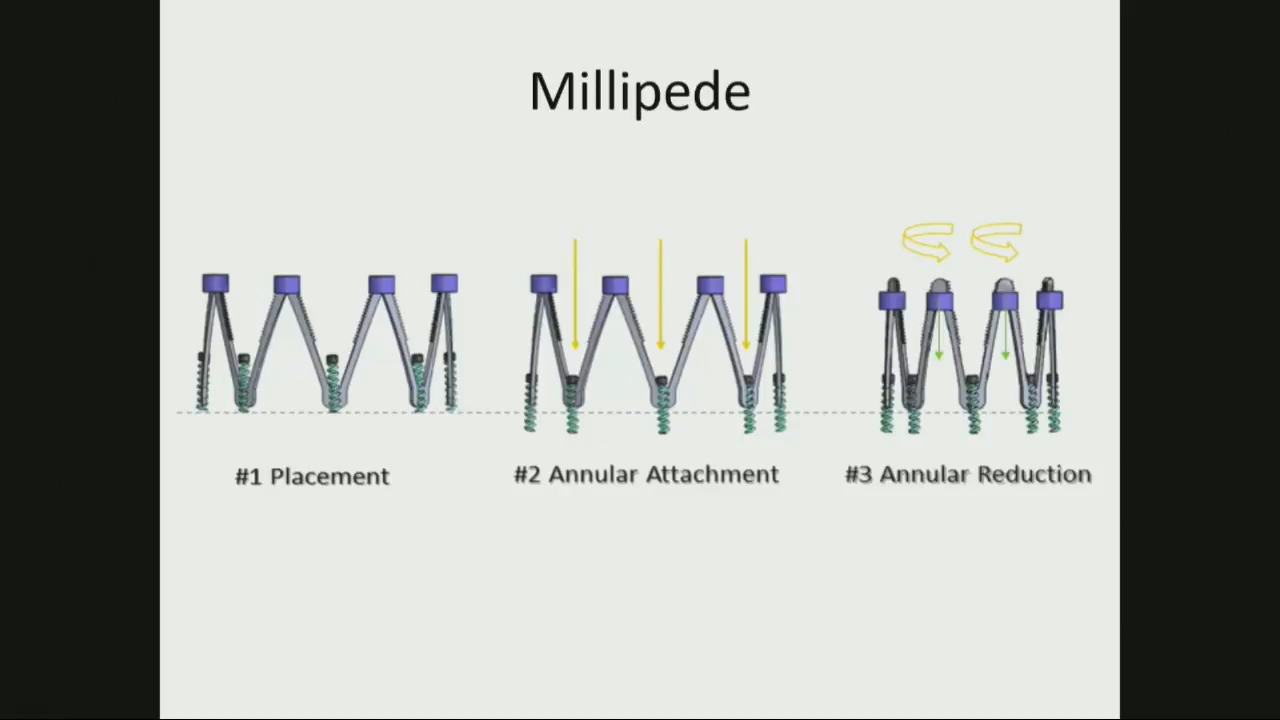 Millipede
#1 Placement
#2 Annular Attachment
#3 Annular Reduction